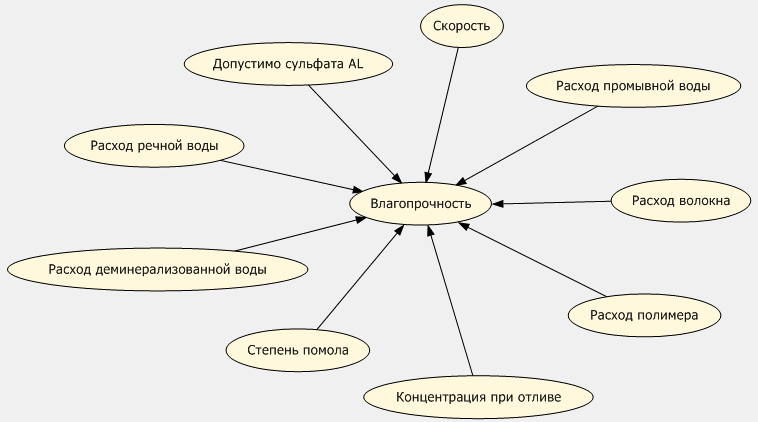 Скорость
Допустимо сульфата AL
Расход промывной воды
Расход речной воды
Влагопрочность
Расход волокна
Расход деминерализованной воды
Расход полимера
Степень помола
Концентрация при отливе